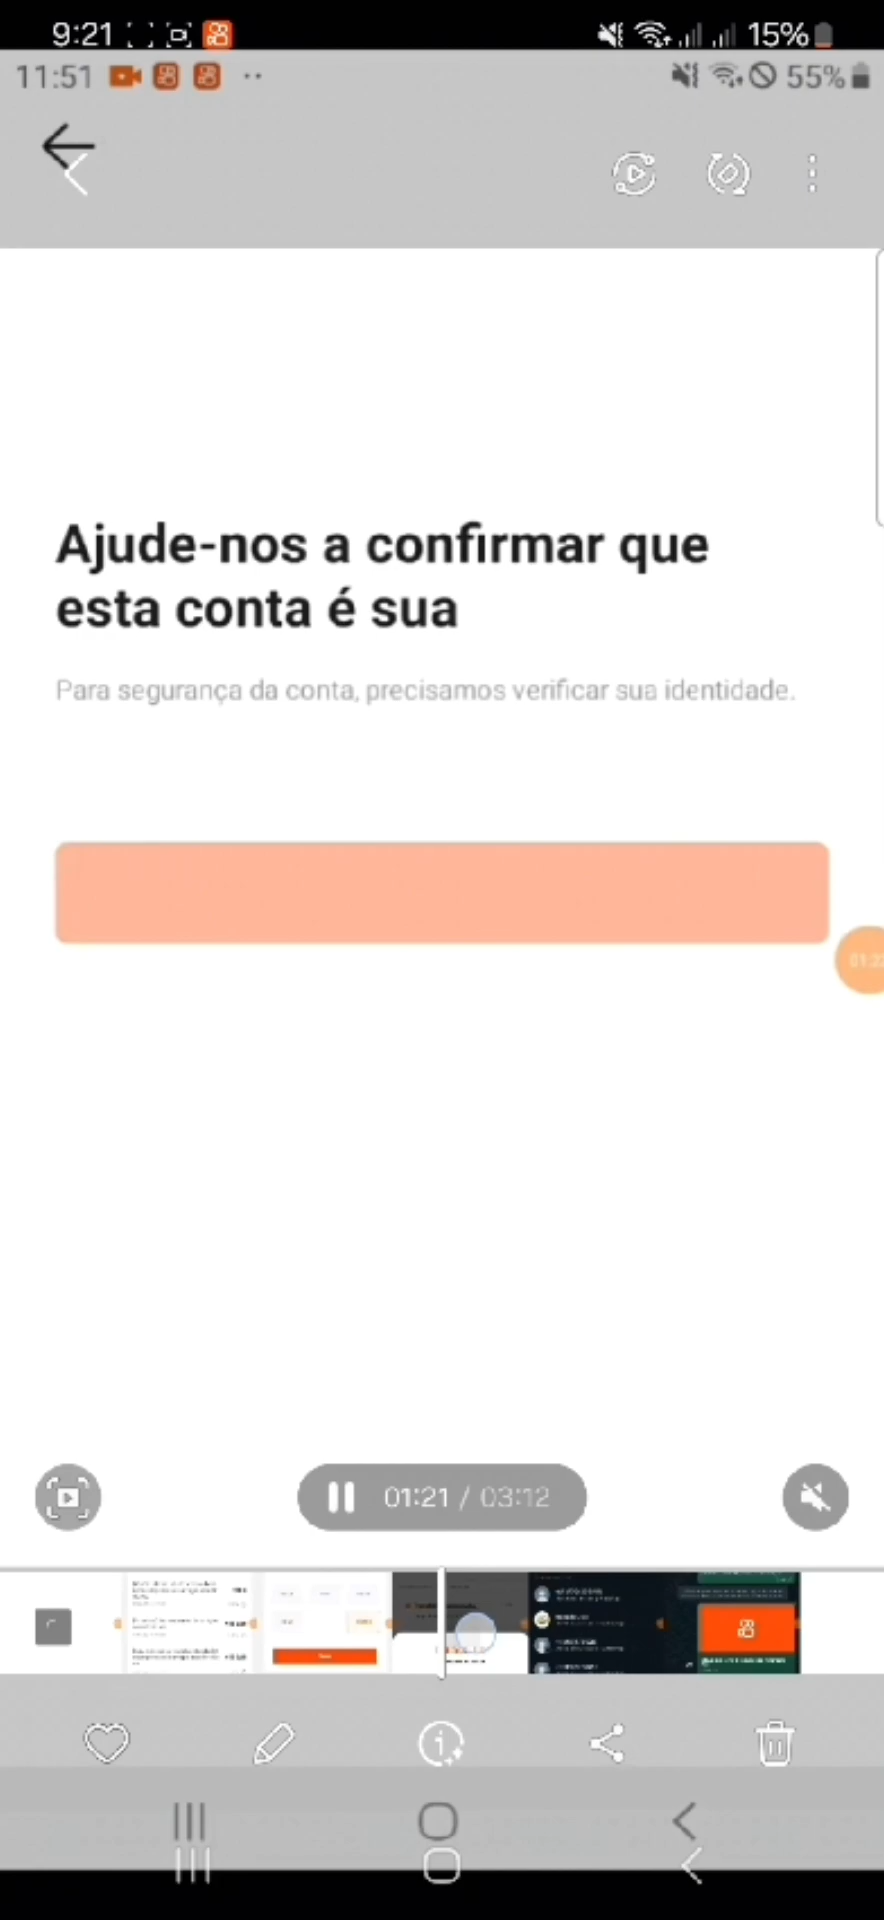 9:21
15%
11:51
55%
Ajude-nos a confirmar que
esta conta é sua
Para segurança da conta, precisamos verificar sua identidade.
01:21 / 03:12